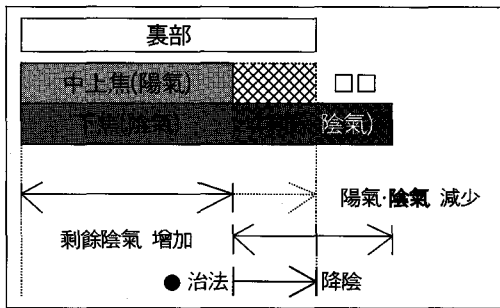 裏部
中上焦(陽氣) □□
下焦(陰氣) 陰氣)
陽氣·陰氣 減少
剩餘陰氣 增加
● 治法 降陰